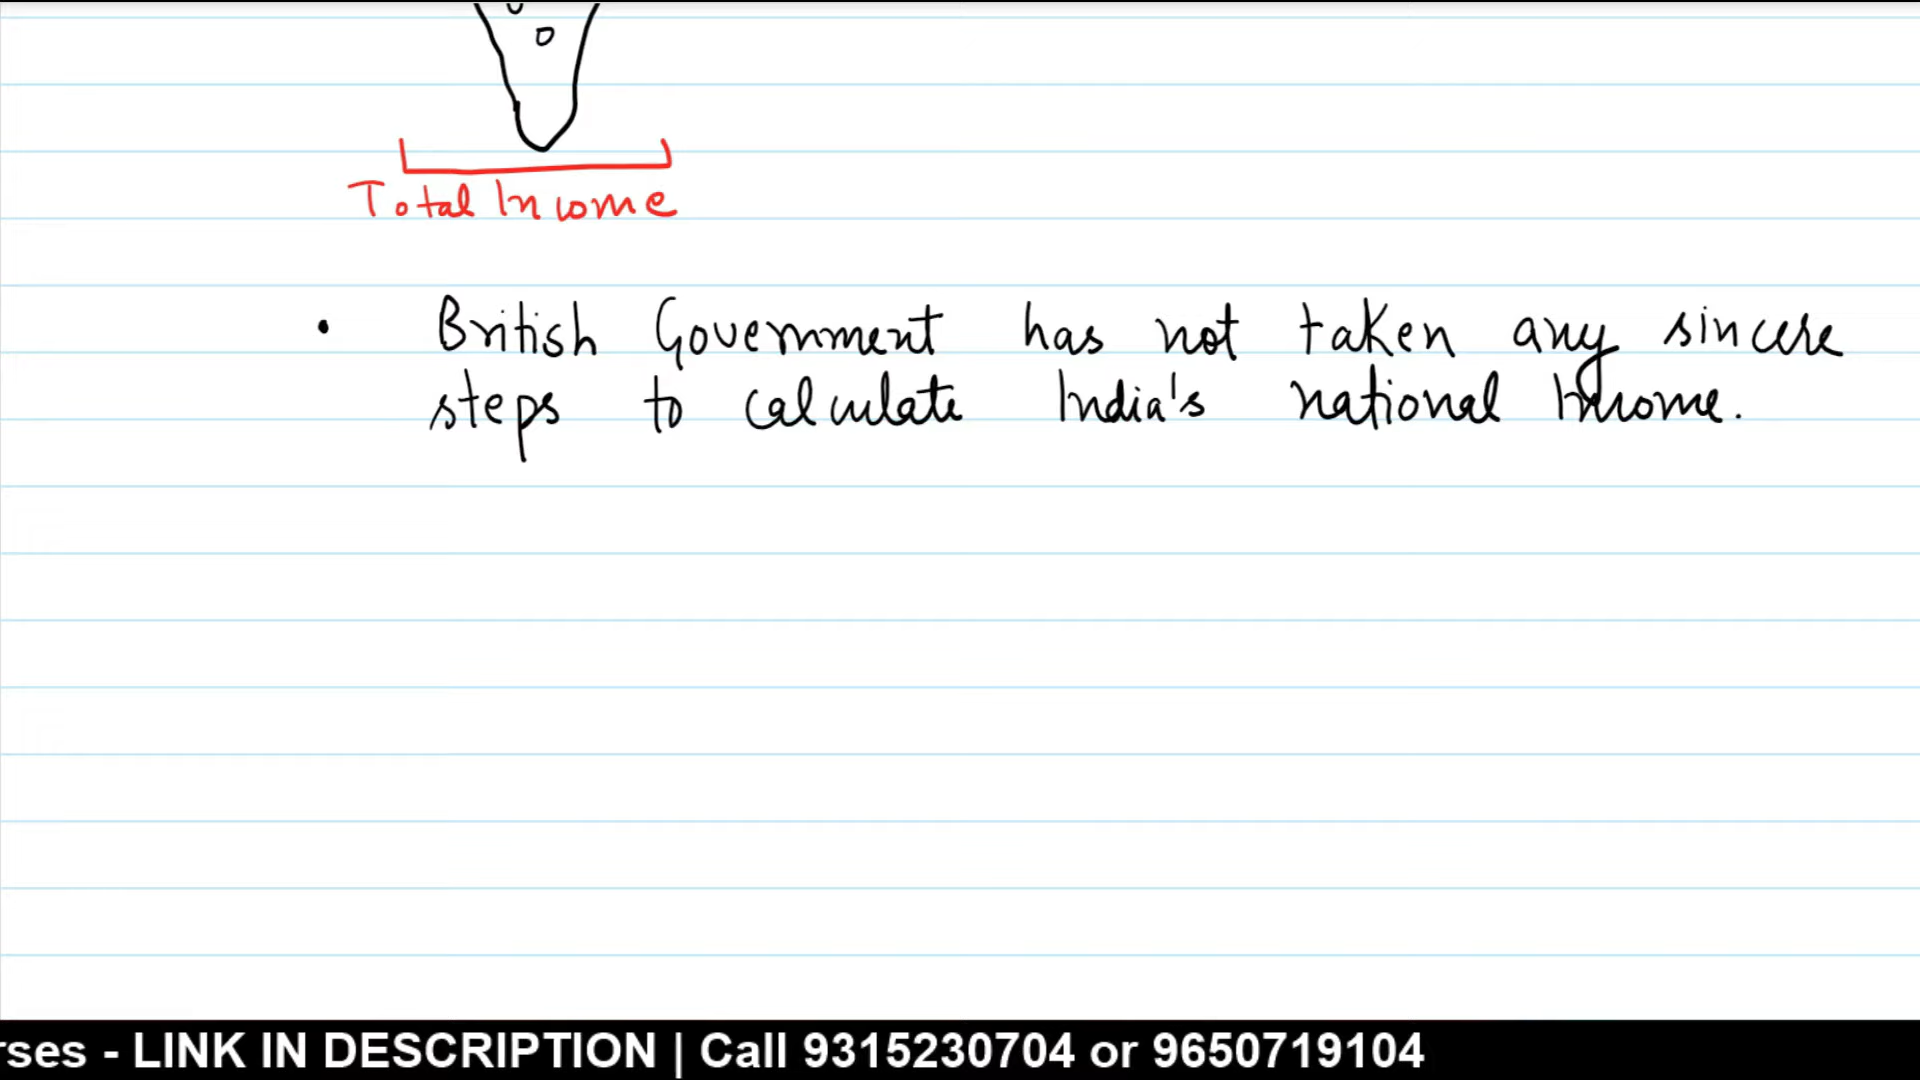 Total Income
• British Government has not taken any sincere
steps to calculate India's national Income.
rses - LINK IN DESCRIPTION | Call 9315230704 or 9650719104